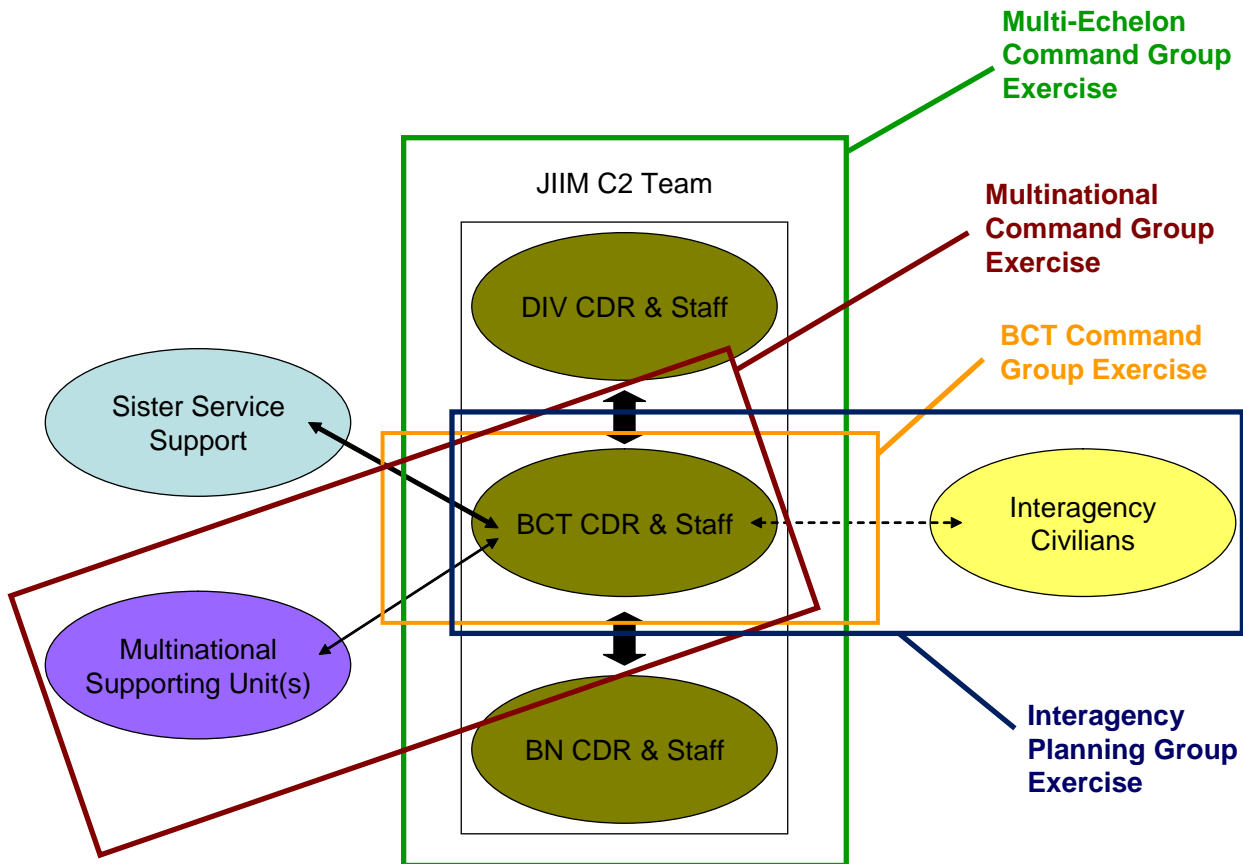 Multi-Echelon
Command Group
Exercise
JIIM C2 Team
Multinational
Command Group
Exercise
DIV CDR & Staff
BCT Command
Group Exercise
Sister Service
Support
BCT CDR & Staff
Interagency
Civilians
Multinational
Supporting Unit(s)
BN CDR & Staff
Interagency
Planning Group
Exercise